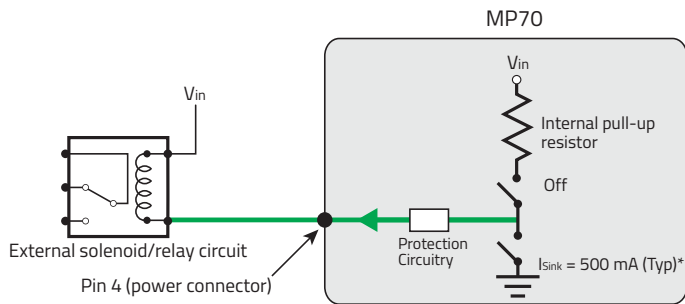 MP70
Vin
Vin
Internal pull-up
resistor
Off
Protection
Circuitry
ISink = 500 mA (Typ)*
External solenoid/relay circuit
Pin 4 (power connector)